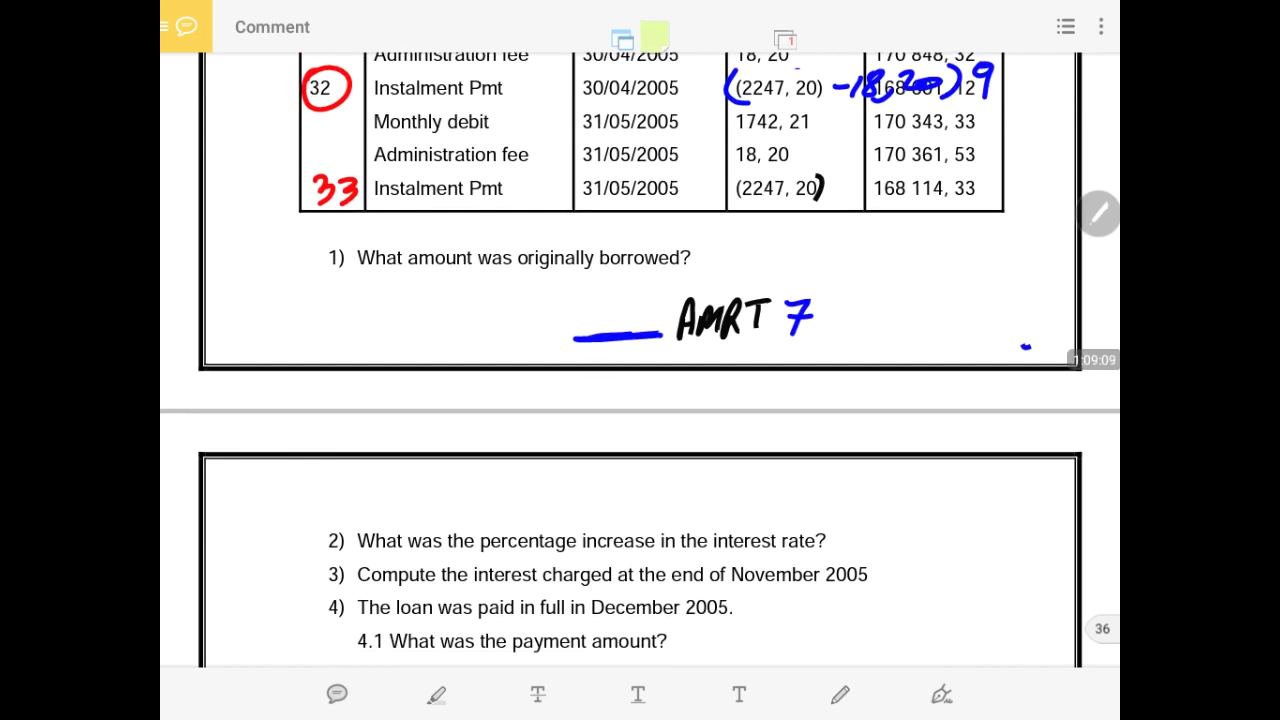 Comment
1
Administration fee 30/04/2005 18, 20 170 848, 32
32 Instalment Pmt 30/04/2005 (2247, 20) -18,200)9
Monthly debit 31/05/2005 1742, 21 170 343, 33
Administration fee 31/05/2005 18, 20 170 361, 53
33 Instalment Pmt 31/05/2005 (2247, 20) 168 114, 33
1) What amount was originally borrowed?
AMRT 7
1:09:09
2) What was the percentage increase in the interest rate?
3) Compute the interest charged at the end of November 2005
36
4) The loan was paid in full in December 2005.
4.1 What was the payment amount?
T T T